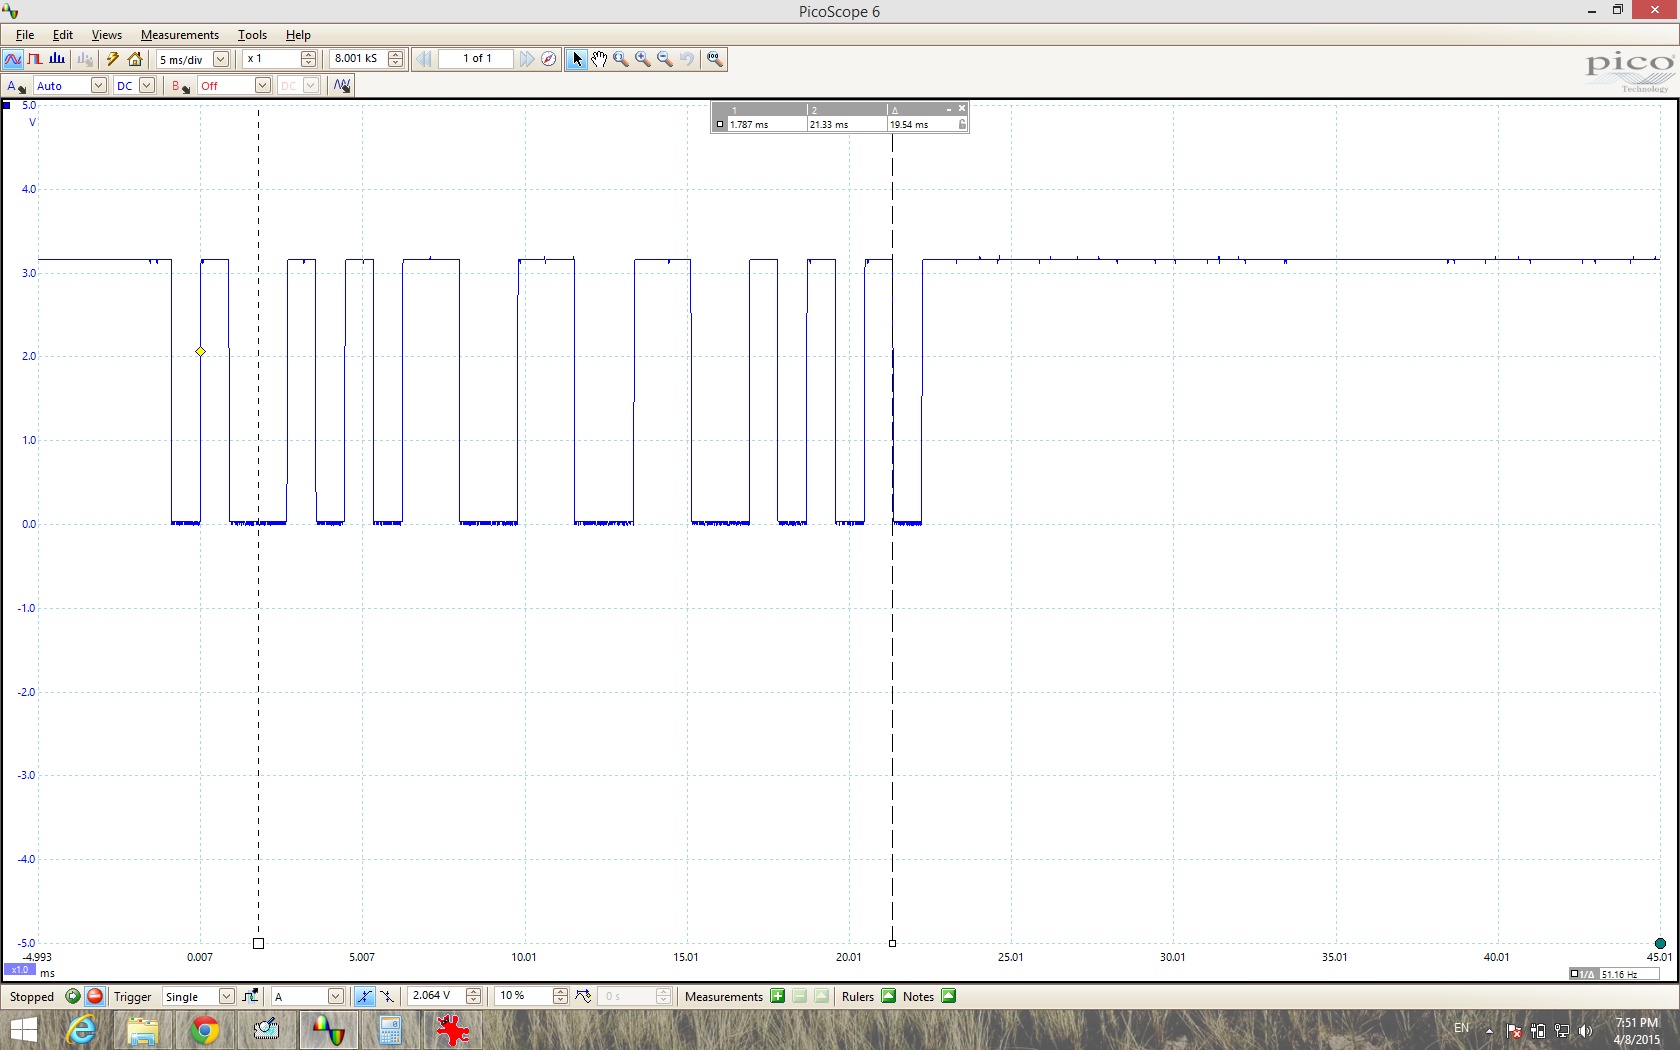 PicoScope 6
File Edit Views Measurements Tools Help
5 ms/div x 1 8.001 kS 1 of 1
pico
Technology
A Auto DC B Off DC
1 2 Δ
1.787 ms 21.33 ms 19.54 ms
5.0
V
4.0
3.0
2.0
1.0
0.0
-1.0
-2.0
-3.0
-4.0
-5.0
-4.993 0.007 5.007 10.01 15.01 20.01 25.01 30.01 35.01 40.01 45.01
x1.0 ms
1/Δ 51.16 Hz
Stopped Trigger Single A 2.064 V 10 % 0 s Measurements Rulers Notes
EN 7:51 PM
4/8/2015